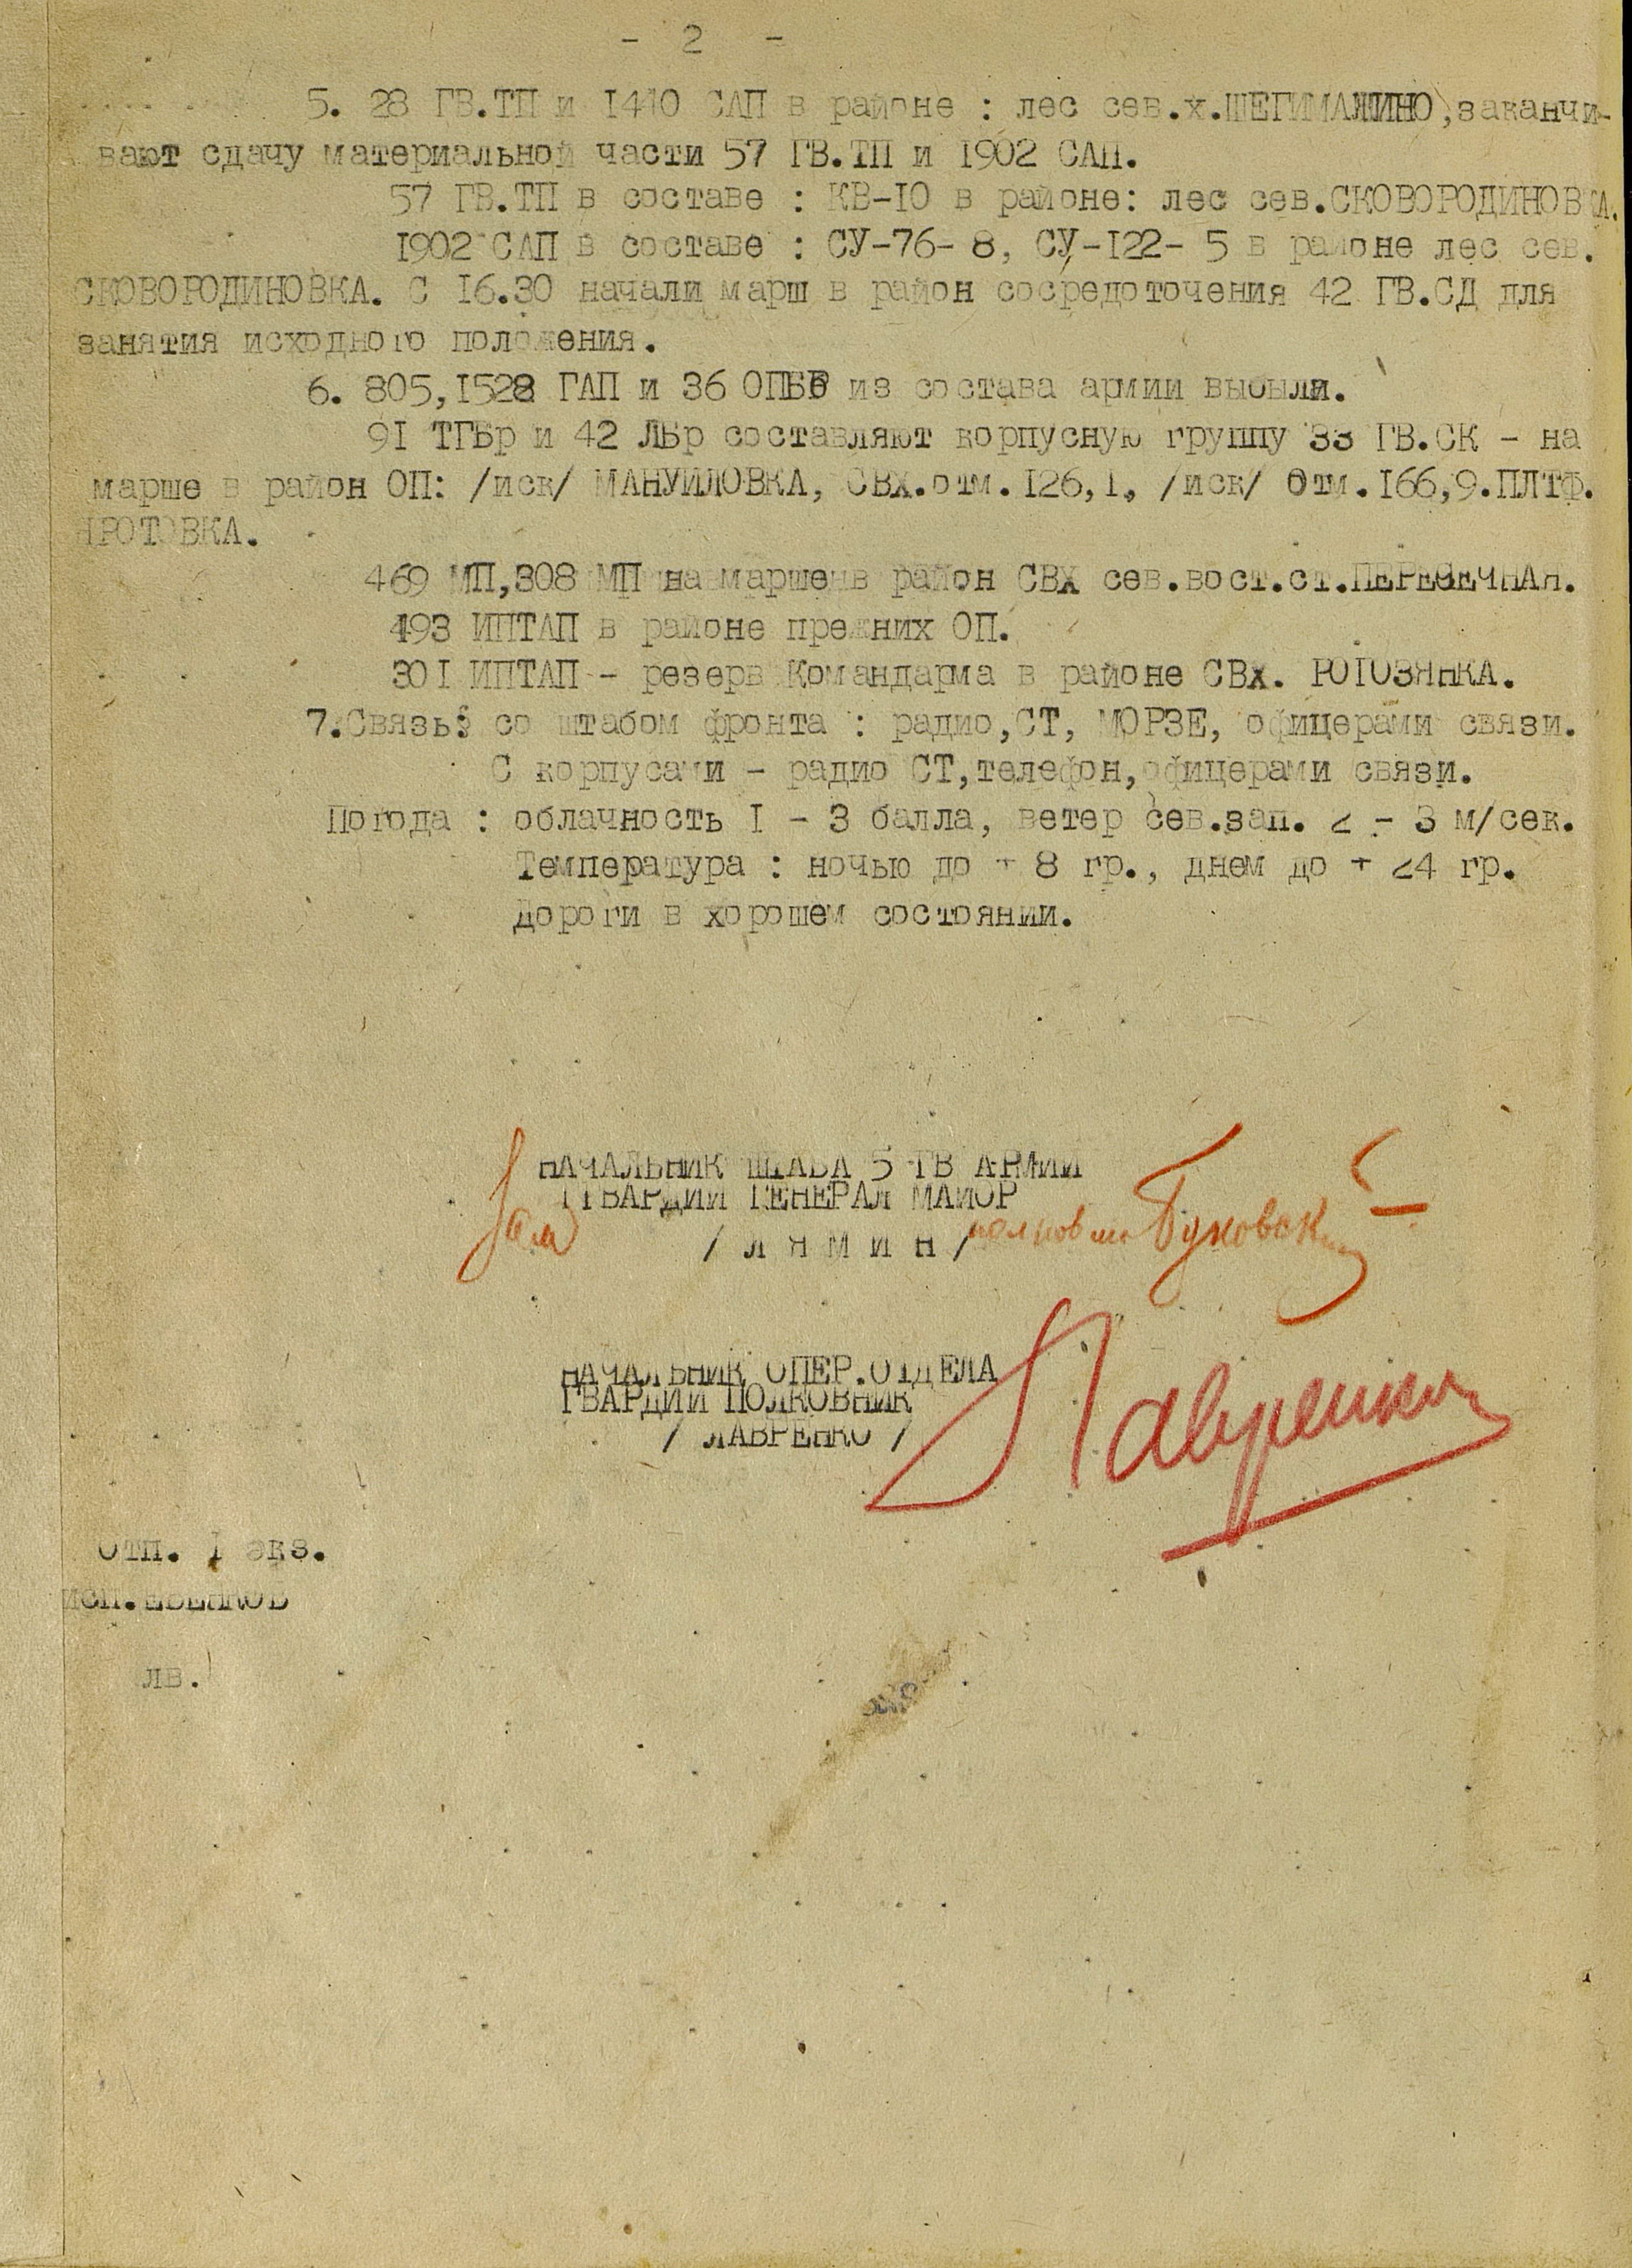 - 2 -
5. 28 ГВ.ТП и 1440 САП в районе : лес сев.х.ШЕГИМАЛИНО, заканчи-
вают сдачу материальной части 57 ГВ.ТП и 1902 САП.
57 ГВ.ТП в составе : КВ-10 в районе: лес сев.СКОВОРОДИНОВКА.
1902 САП в составе : СУ-76- 8, СУ-122- 5 в районе лес сев.
СКОВОРОДИНОВКА. С 16.30 начали марш в район сосредоточения 42 ГВ.СД для
занятия исходного положения.
6. 805,1528 ГАП и 36 ОПБР из состава армии выбыли.
91 ТГБр и 42 ЛБр составляют корпусную группу 33 ГВ.СК - на
марше в район ОП: /иск/ МАНУИЛОВКА, СВХ.отм.126,1, /иск/ Отм.166,9.ПЛТФ.
469 МП,308 МП на марше в район СВХ сев.вост.ст.ПЕРЕСЕЧНАЯ.
493 ИПТАП в районе прежних ОП.
301 ИПТАП - резерв Командарма в районе СВх. РОГОЗЯНКА.
7.Связь: со штабом фронта : радио,СТ, МОРЗЕ, офицерами связи.
С корпусами - радио СТ,телефон,офицерами связи.
Погода : облачность 1 - 3 балла, ветер сев.зап. 2 - 3 м/сек.
Температура : ночью до + 8 гр., днем до + 24 гр.
Дороги в хорошем состоянии.
НАЧАЛЬНИК ШТАБА 5 ГВ АРМИИ
ГВАРДИИ ГЕНЕРАЛ МАЙОР
Зам / Л Я М И Н / полковник
НАЧАЛЬНИК ОПЕР.ОТДЕЛА
ГВАРДИИ ПОЛКОВНИК
/ ЛАВРЕНКО / Лавренко
Отп. 1 экз.
исп.
лв.